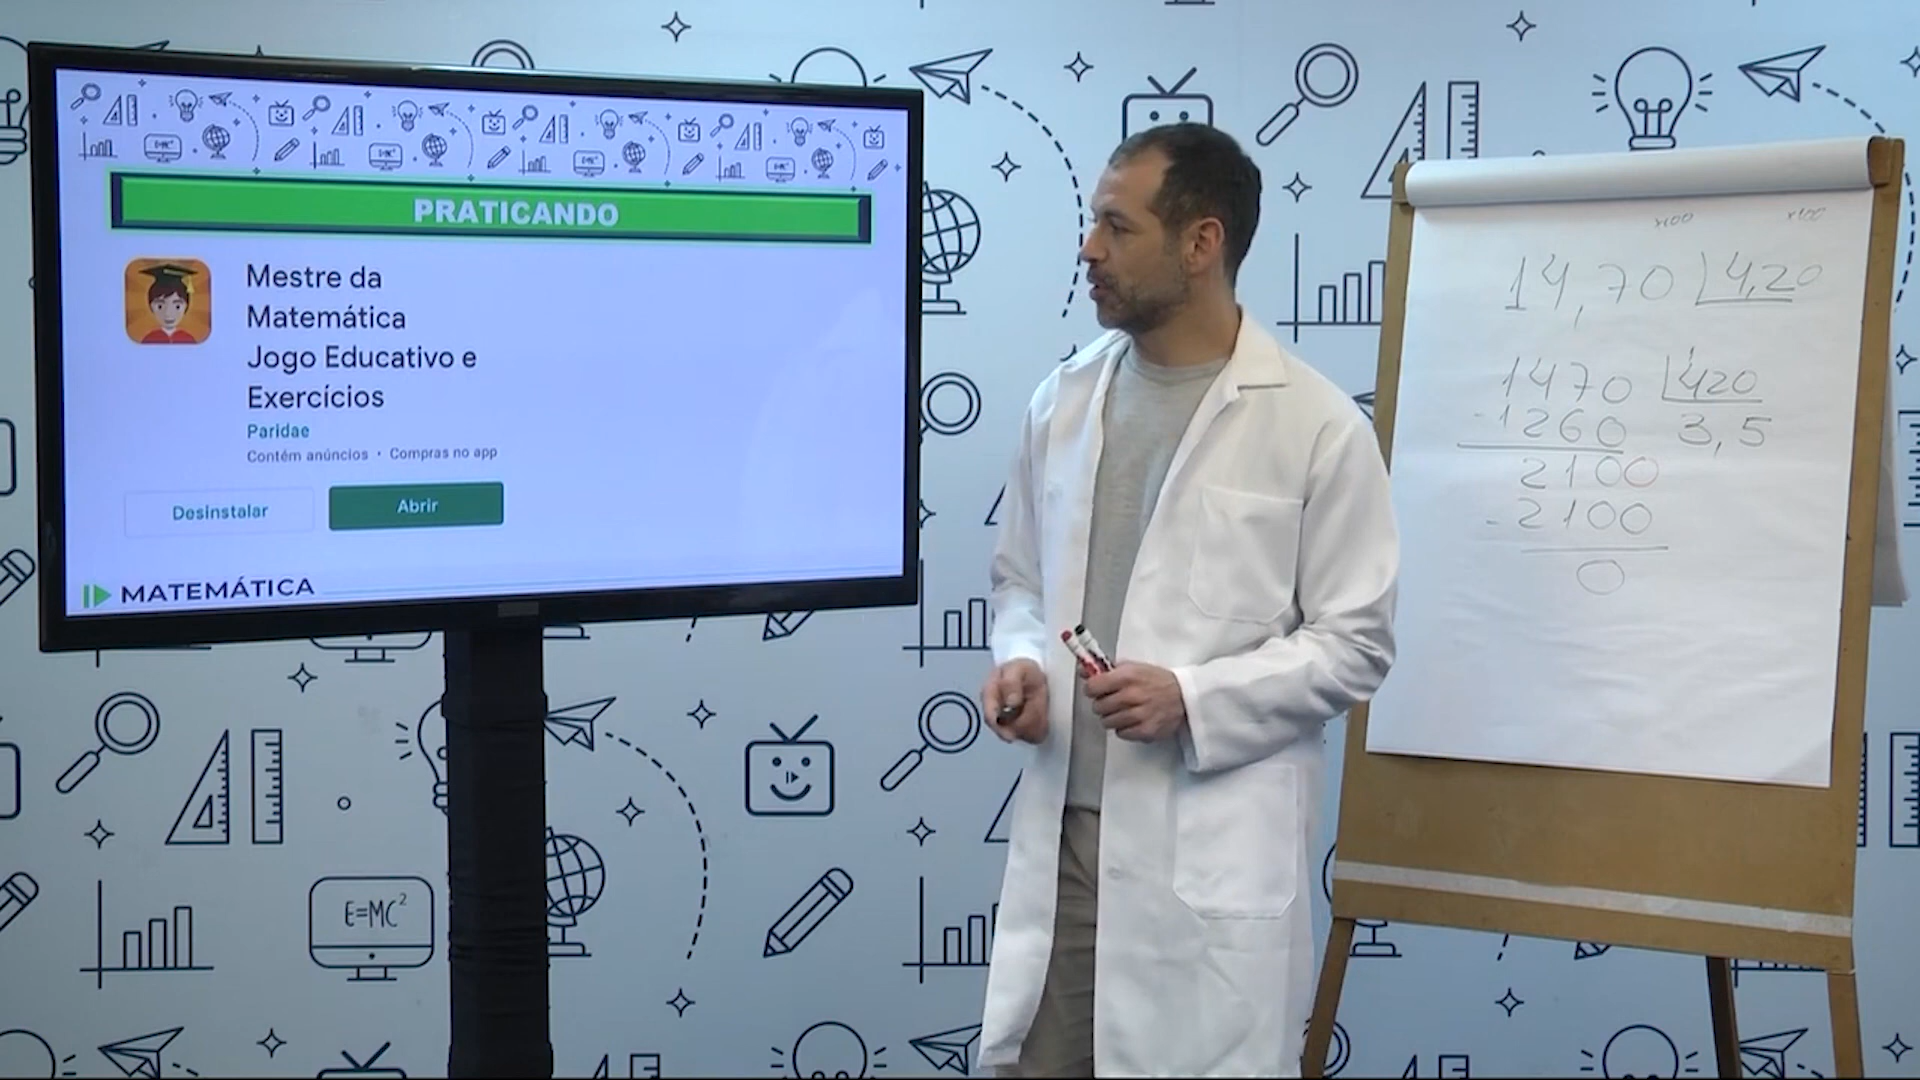 PRATICANDO
Mestre da
Matemática
Jogo Educativo e
Exercícios
Paridae
Contém anúncios • Compras no app
Desinstalar
Abrir
MATEMÁTICA
x100 x100
14,70 4,20
1470 420
-1260 3,5
2100
-2100
0
E=MC²